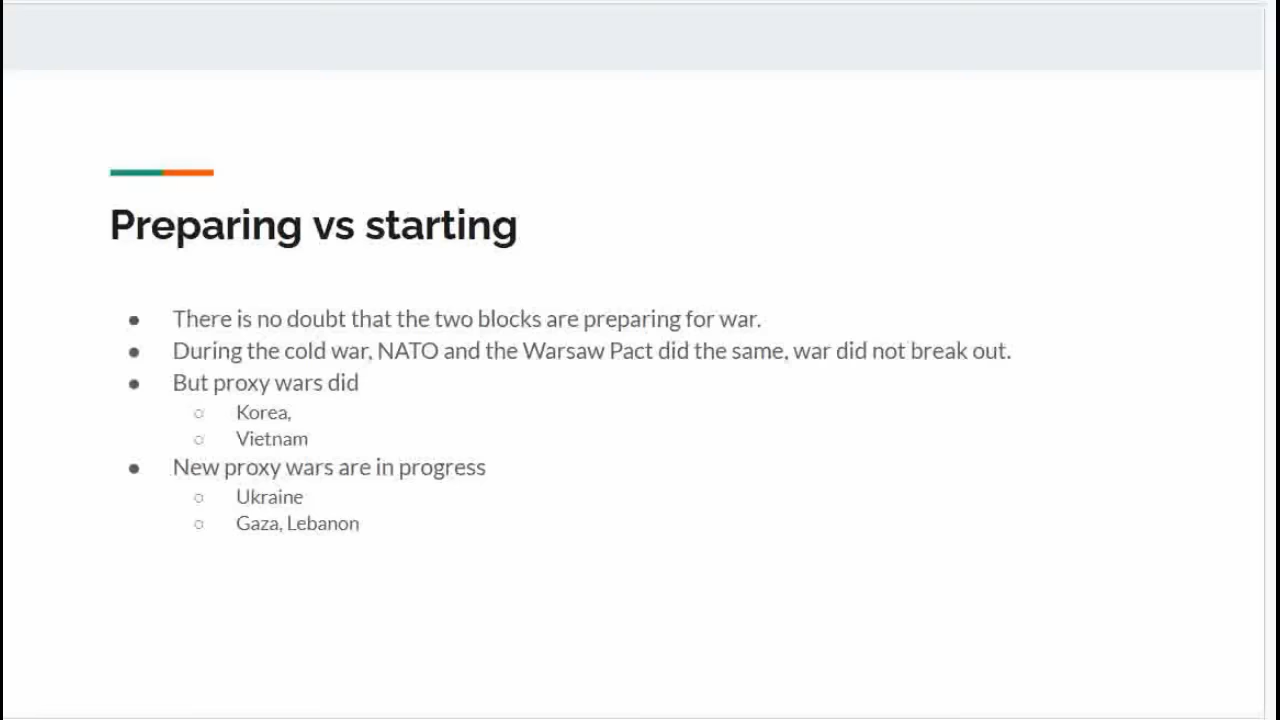 Preparing vs starting
There is no doubt that the two blocks are preparing for war.
During the cold war, NATO and the Warsaw Pact did the same, war did not break out.
But proxy wars did
Korea,
Vietnam
New proxy wars are in progress
Ukraine
Gaza, Lebanon